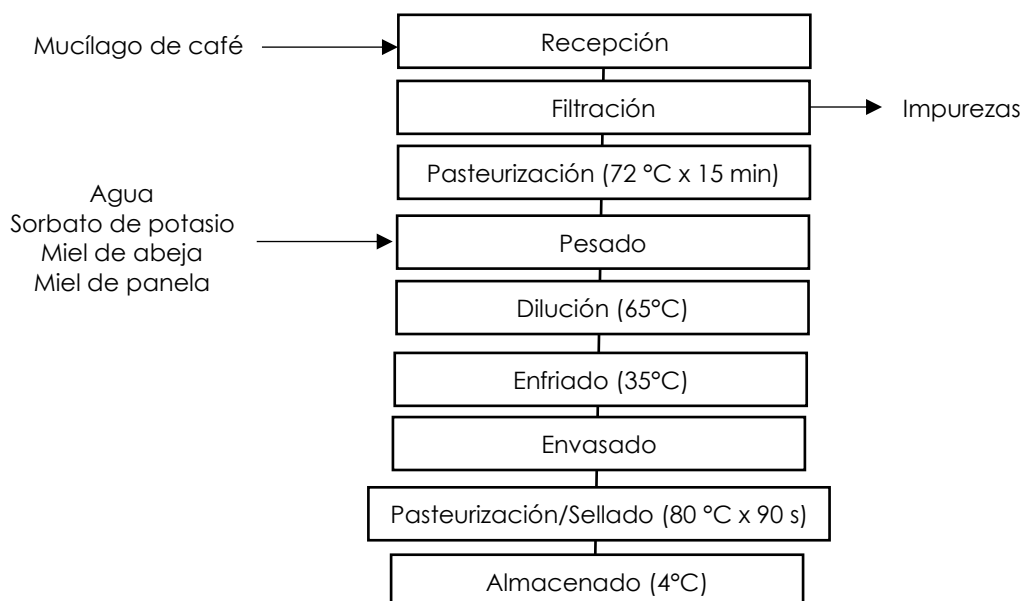 Mucílago de café
Recepción
Filtración
Impurezas
Pasteurización (72 °C x 15 min)
Agua
Sorbato de potasio
Miel de abeja
Miel de panela
Pesado
Dilución (65°C)
Enfriado (35°C)
Envasado
Pasteurización/Sellado (80 °C x 90 s)
Almacenado (4°C)